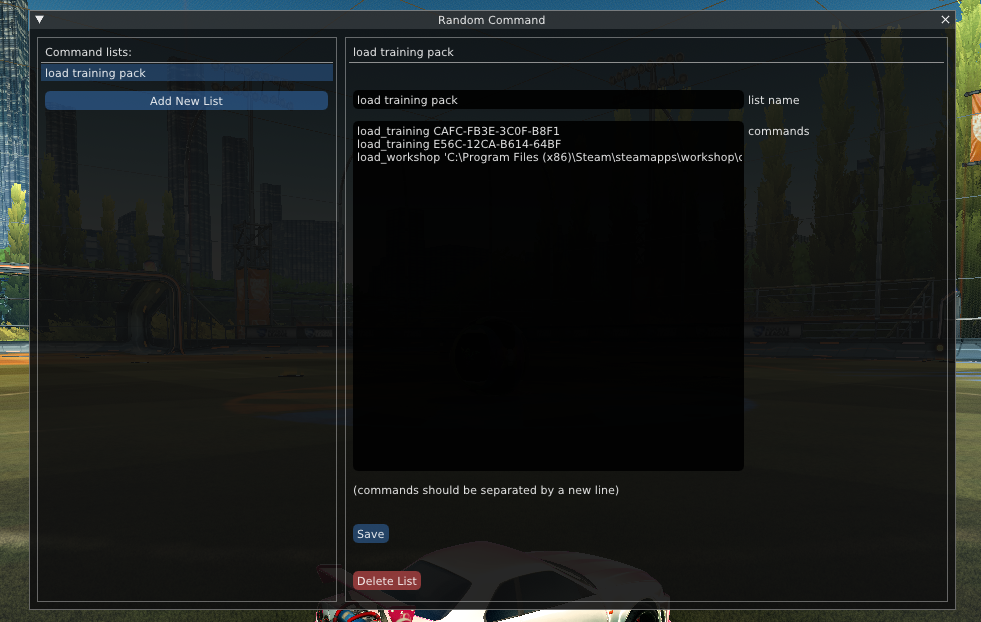 Random Command
Command lists:
load training pack
Add New List
load training pack
load training pack
list name
load_training CAFC-FB3E-3C0F-B8F1
load_training E56C-12CA-B614-64BF
load_workshop 'C:\Program Files (x86)\Steam\steamapps\workshop\c
commands
(commands should be separated by a new line)
Save
Delete List